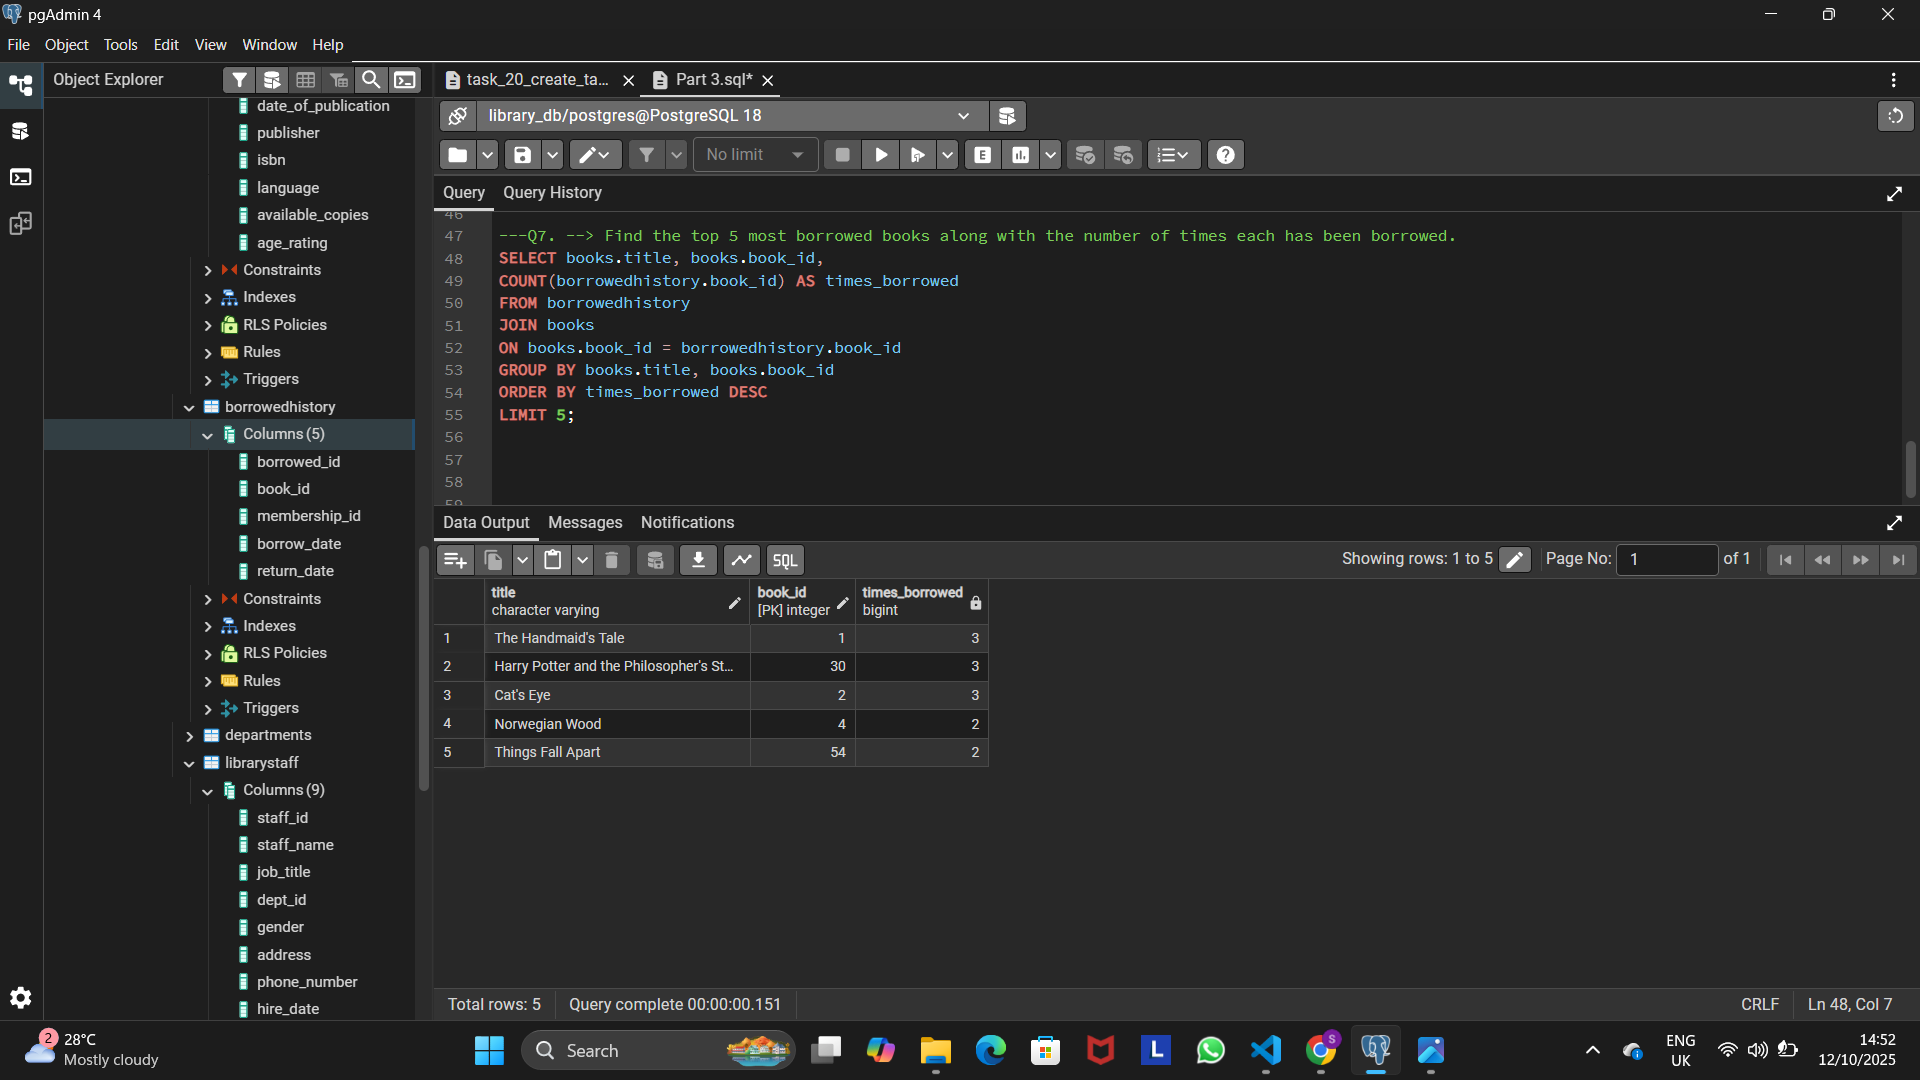 pgAdmin 4
File Object Tools Edit View Window Help
Object Explorer
task_20_create_ta... Part 3.sql*
library_db/postgres@PostgreSQL 18
No limit
E
Query Query History
date_of_publication
publisher
isbn
language
available_copies
age_rating
Constraints
Indexes
RLS Policies
Rules
Triggers
borrowedhistory
Columns (5)
borrowed_id
book_id
membership_id
borrow_date
return_date
Constraints
Indexes
RLS Policies
Rules
Triggers
departments
librarystaff
Columns (9)
staff_id
staff_name
job_title
dept_id
gender
address
phone_number
hire_date
46
47 ---Q7. --> Find the top 5 most borrowed books along with the number of times each has been borrowed.
48 SELECT books.title, books.book_id,
49 COUNT(borrowedhistory.book_id) AS times_borrowed
50 FROM borrowedhistory
51 JOIN books
52 ON books.book_id = borrowedhistory.book_id
53 GROUP BY books.title, books.book_id
54 ORDER BY times_borrowed DESC
55 LIMIT 5;
56
57
58
59
Data Output Messages Notifications
SQL Showing rows: 1 to 5 Page No: 1 of 1
title book_id times_borrowed
character varying [PK] integer bigint
1 The Handmaid's Tale 1 3
2 Harry Potter and the Philosopher's St... 30 3
3 Cat's Eye 2 3
4 Norwegian Wood 4 2
5 Things Fall Apart 54 2
Total rows: 5 Query complete 00:00:00.151 CRLF Ln 48, Col 7
2 28°C
Mostly cloudy
Search
L
S
ENG
UK
14:52
12/10/2025